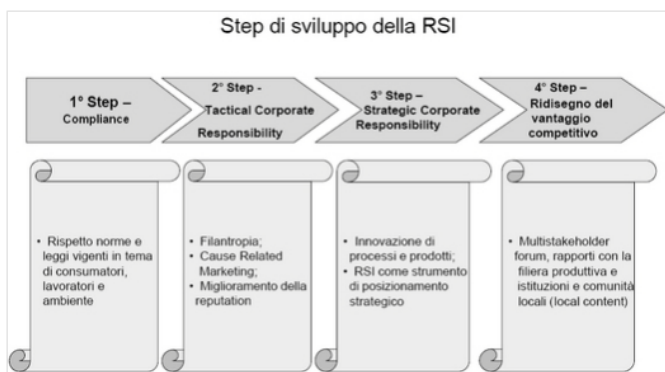 Step di sviluppo della RSI
1° Step –
Compliance
2° Step -
Tactical Corporate
Responsibility
3° Step –
Strategic Corporate
Responsibility
4° Step –
Ridisegno del
vantaggio
competitivo
• Rispetto norme e
leggi vigenti in tema
di consumatori,
lavoratori e
ambiente
• Filantropia;
• Cause Related
Marketing;
• Miglioramento della
reputation
• Innovazione di
processi e prodotti;
• RSI come strumento
di posizionamento
strategico
• Multistakeholder
forum, rapporti con la
filiera produttiva e
istituzioni e comunità
locali (local content)